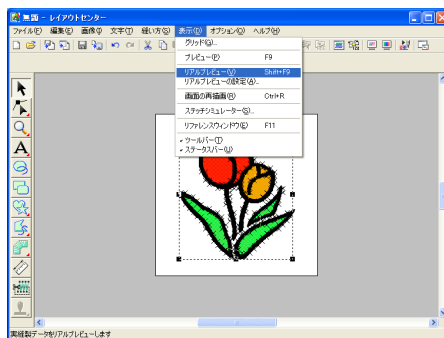 無題 - レイアウトセンター
ファイル(F) 編集(E) 画像(I) 文字(T) 縫い方(S) 表示(D) オプション(O) ヘルプ(H)
グリッド(G)...
プレビュー(P) F9
リアルプレビュー(V) Shift+F9
リアルプレビューの設定(A)...
画面の再描画(R) Ctrl+R
ステッチシミュレーター(S)...
リファレンスウィンドウ(E) F11
ツールバー(T)
ステータスバー(U)
A
実縫製データをリアルプレビューします